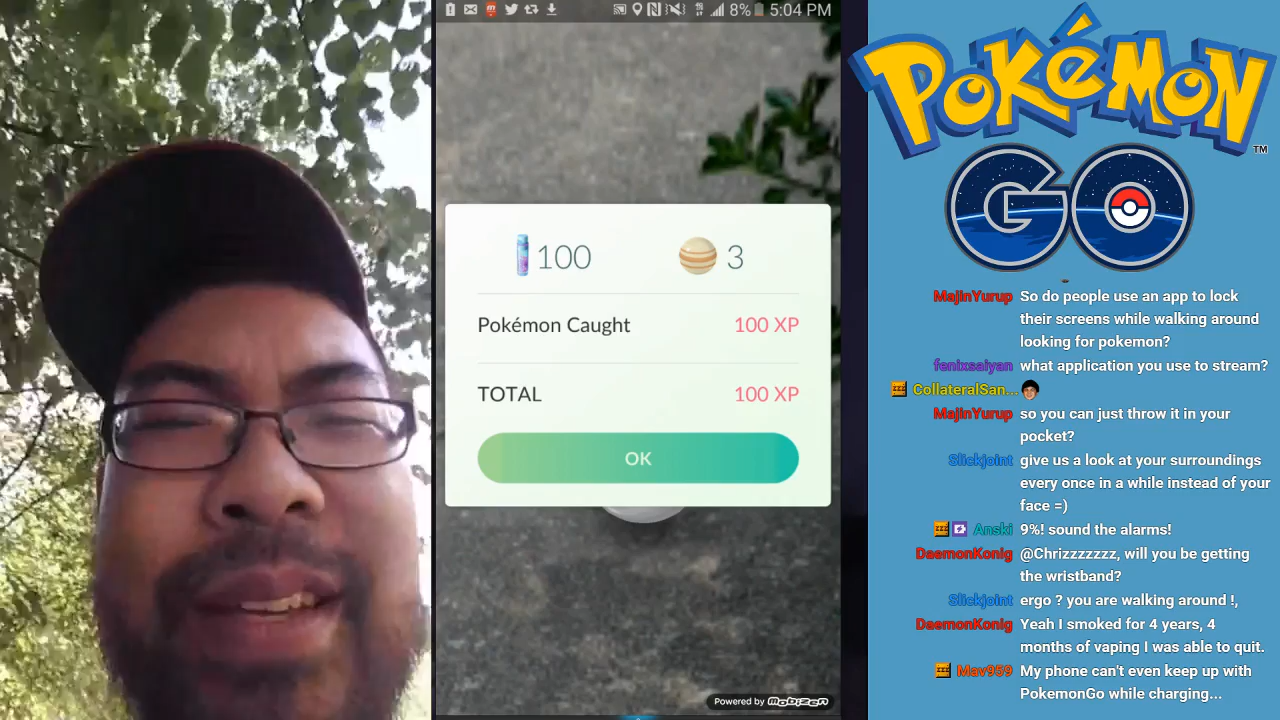 8% 5:04 PM
100 3
Pokémon Caught 100 XP
TOTAL 100 XP
OK
Powered by mobizen
POKÉMON
TM
GO
MajinYurup So do people use an app to lock
their screens while walking around
looking for pokemon?
fenixsaiyan what application you use to stream?
CollateralSan...
MajinYurup so you can just throw it in your
pocket?
Slickjoint give us a look at your surroundings
every once in a while instead of your
face =)
Anski 9%! sound the alarms!
DaemonKonig @Chrizzzzzzz, will you be getting
the wristband?
Slickjoint ergo ? you are walking around !,
DaemonKonig Yeah I smoked for 4 years, 4
months of vaping I was able to quit.
Mav959 My phone can't even keep up with
PokemonGo while charging...